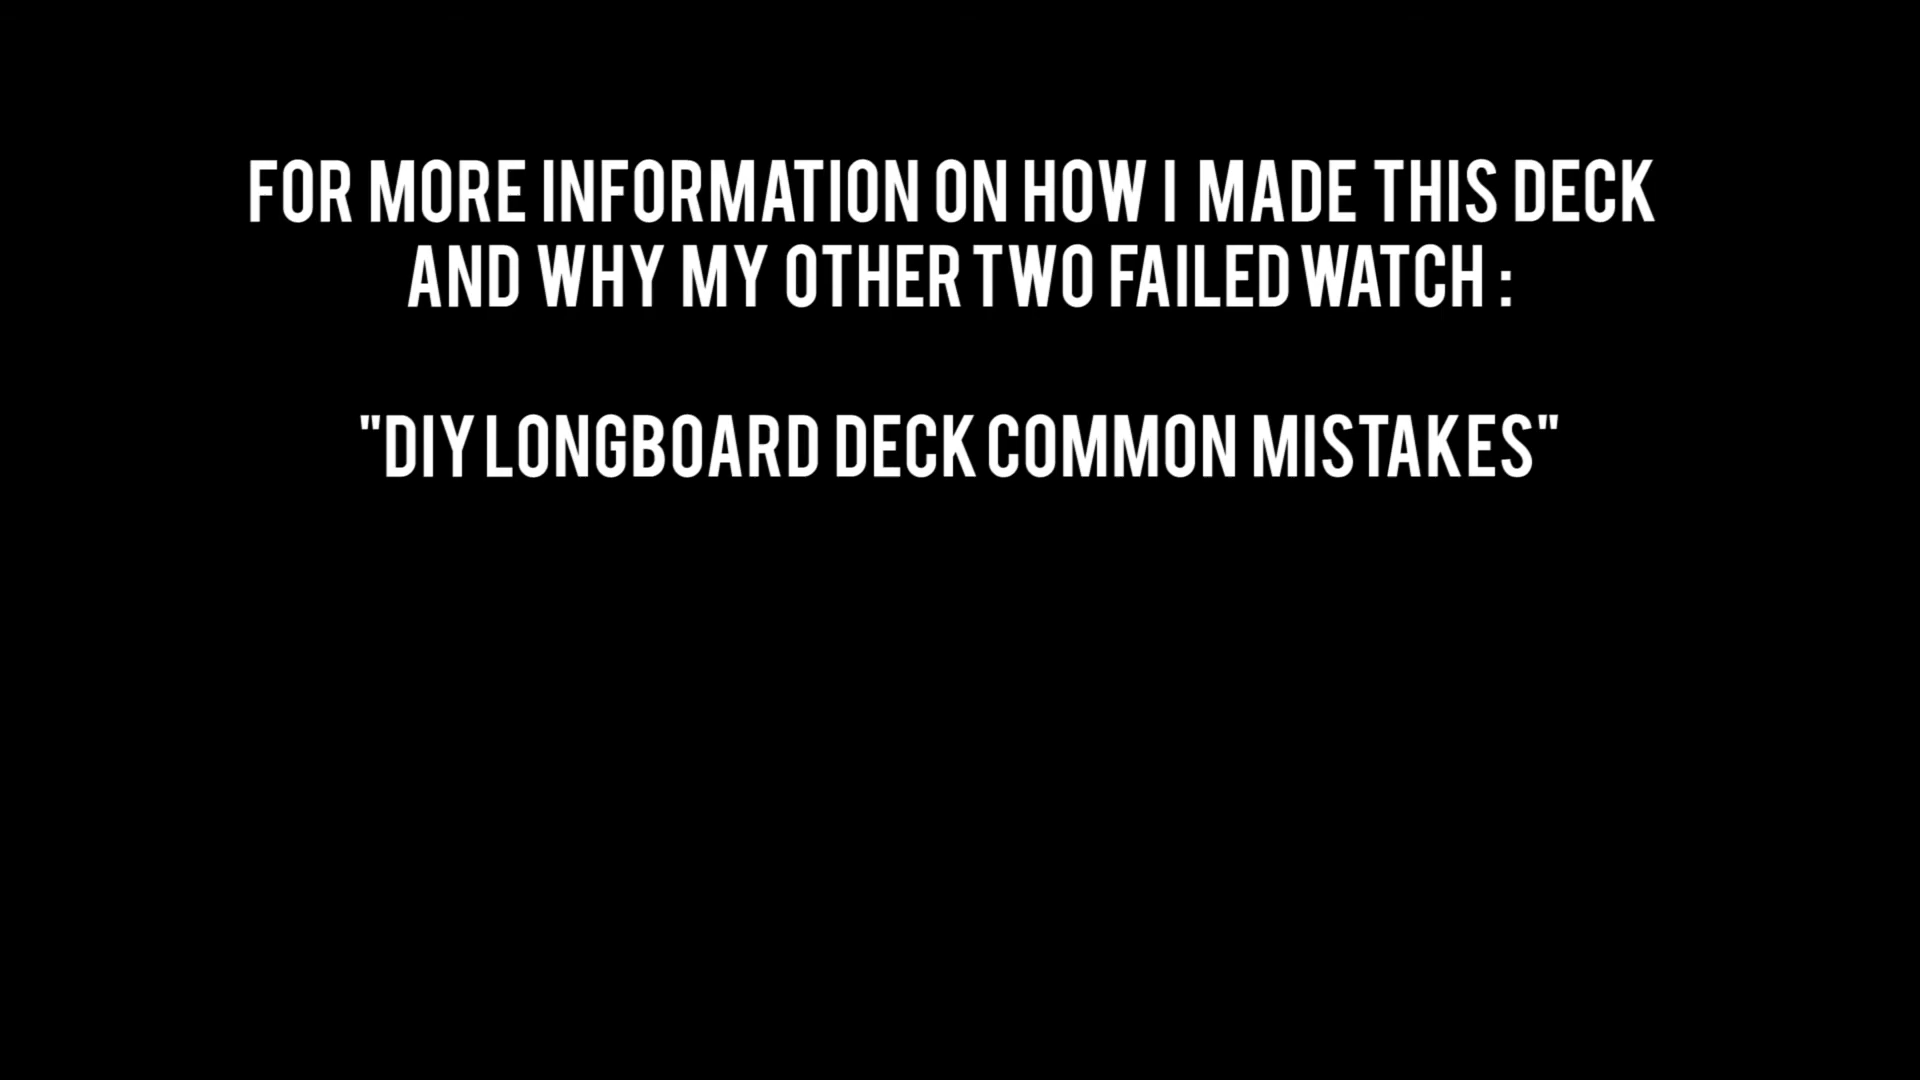 FOR MORE INFORMATION ON HOW I MADE THIS DECK
AND WHY MY OTHER TWO FAILED WATCH :
"DIY LONGBOARD DECK COMMON MISTAKES"